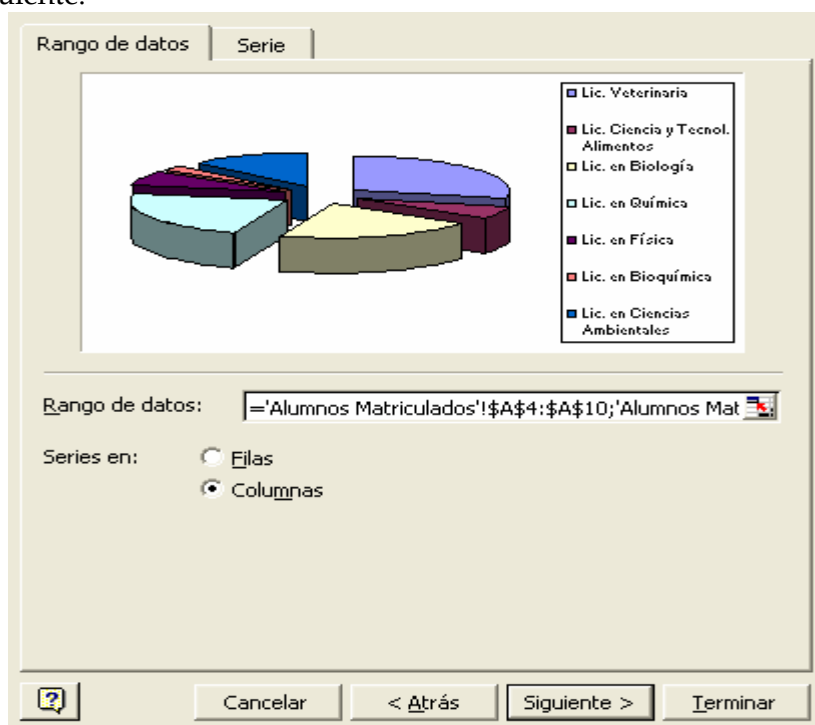 uiente:
Rango de datos
Serie
Lic. Veterinaria
Lic. Ciencia y Tecnol.
Alimentos
Lic. en Biología
Lic. en Química
Lic. en Física
Lic. en Bioquímica
Lic. en Ciencias
Ambientales
Rango de datos: ='Alumnos Matriculados'!$A$4:$A$10;'Alumnos Mat
Series en: Filas
Columnas
Cancelar < Atrás Siguiente > Terminar